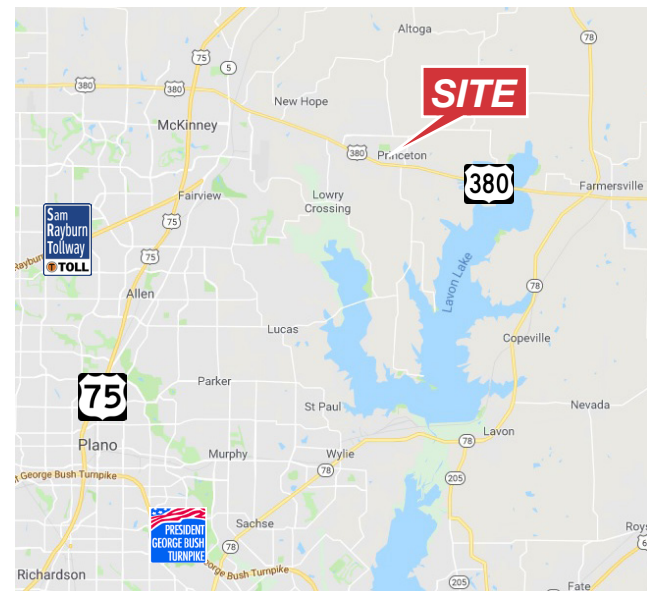 Altoga
78
75
5
380
380
New Hope
SITE
McKinney
380
Princeton
380
Farmersville
Fairview
Lowry
Crossing
Sam
Rayburn
Tollway
T TOLL
75
75
Rayburn
Allen
Lavon Lake
78
Lucas
Copeville
75
Parker
St Paul
Nevada
Plano
Lavon
78
Murphy
Wylie
78
205
t George Bush Turnpike
PRESIDENT
GEORGE BUSH
TURNPIKE
Sachse
78
Roys
6
George Bush Turnpike
Richardson
205
Fate